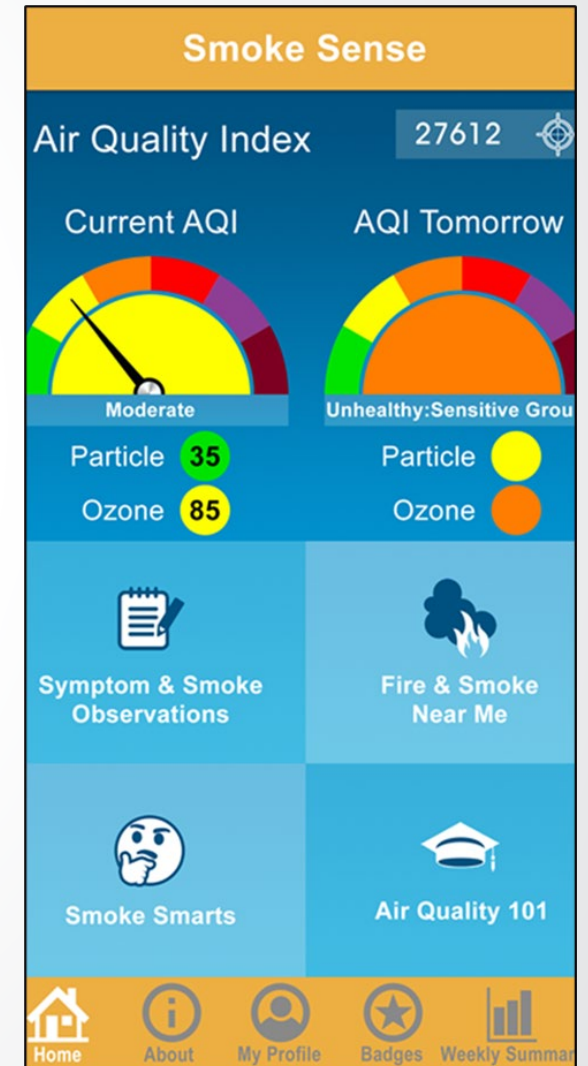 Smoke Sense
Air Quality Index
27612
Current AQI
AQI Tomorrow
Moderate
Unhealthy:Sensitive Grou
Particle 35
Particle
Ozone 85
Ozone
Symptom & Smoke
Observations
Fire & Smoke
Near Me
Smoke Smarts
Air Quality 101
Home
About
My Profile
Badges
Weekly Summar